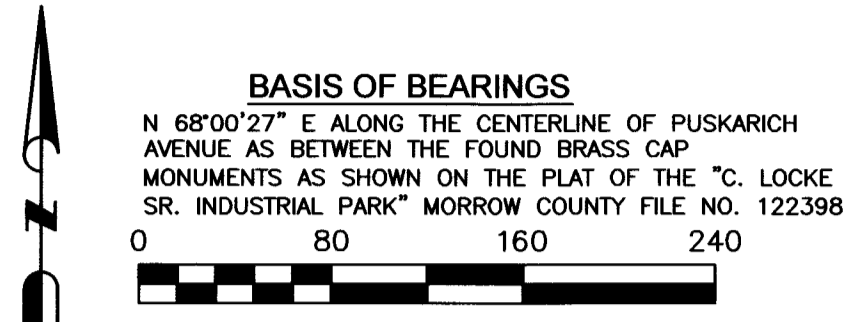 BASIS OF BEARINGS
N 68°00'27" E ALONG THE CENTERLINE OF PUSKARICH
AVENUE AS BETWEEN THE FOUND BRASS CAP
MONUMENTS AS SHOWN ON THE PLAT OF THE "C. LOCKE
SR. INDUSTRIAL PARK" MORROW COUNTY FILE NO. 122398
N
0 80 160 240